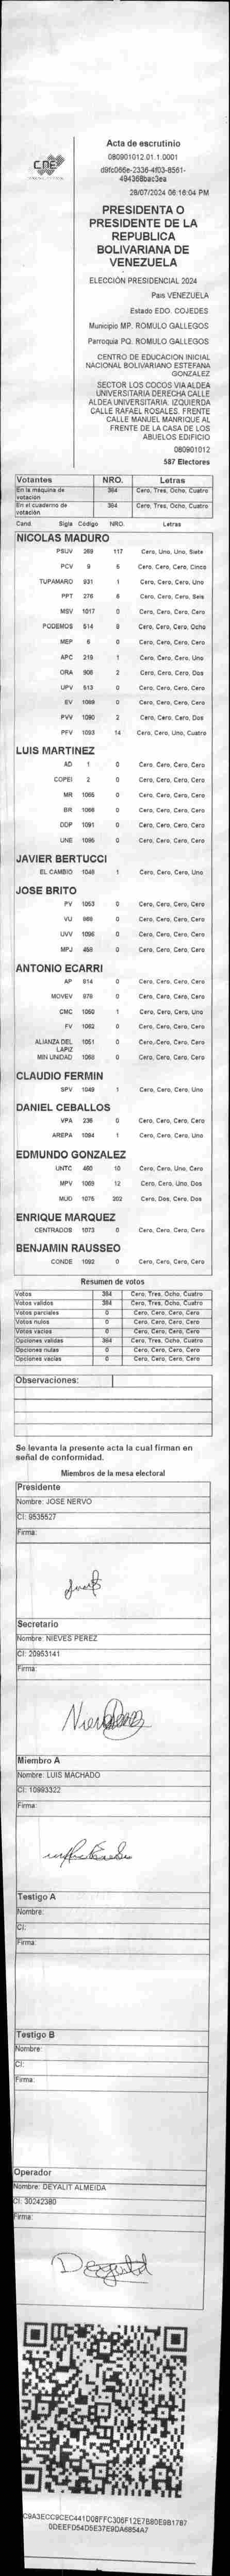 CNE
Acta de escrutinio
080901012.01.1.0001
d9fc066e-2336-4f03-8561-
494368bac3ea
28/07/2024 06:16:04 PM
PRESIDENTA O
PRESIDENTE DE LA
REPUBLICA
BOLIVARIANA DE
VENEZUELA
ELECCIÓN PRESIDENCIAL 2024
Pais VENEZUELA
Estado EDO. COJEDES
Municipio MP. ROMULO GALLEGOS
Parroquia PQ. ROMULO GALLEGOS
CENTRO DE EDUCACION INICIAL
NACIONAL BOLIVARIANO ESTEFANA
GONZALEZ
SECTOR LOS COCOS VIA ALDEA
UNIVERSITARIA DERECHA CALLE
ALDEA UNIVERSITARIA. IZQUIERDA
CALLE RAFAEL ROSALES. FRENTE
CALLE MANUEL MANRIQUE AL
FRENTE DE LA CASA DE LOS
ABUELOS EDIFICIO
080901012
587 Electores
Votantes NRO. Letras
En la máquina de votación 364 Cero, Tres, Ocho, Cuatro
En el cuaderno de votación 384 Cero, Tres, Ocho, Cuatro
Cand. Sigla Código NRO. Letras
NICOLAS MADURO
PSUV 269 117 Cero, Uno, Uno, Siete
PCV 9 5 Cero, Cero, Cero, Cinco
TUPAMARO 931 1 Cero, Cero, Cero, Uno
PPT 276 6 Cero, Cero, Cero, Seis
MSV 1017 0 Cero, Cero, Cero, Cero
PODEMOS 514 8 Cero, Cero, Cero, Ocho
MEP 6 0 Cero, Cero, Cero, Cero
APC 219 1 Cero, Cero, Cero, Uno
ORA 906 2 Cero, Cero, Cero, Dos
UPV 513 0 Cero, Cero, Cero, Cero
EV 1089 0 Cero, Cero, Cero, Cero
PVV 1090 2 Cero, Cero, Cero, Dos
PFV 1093 14 Cero, Cero, Uno, Cuatro
LUIS MARTINEZ
AD 1 0 Cero, Cero, Cero, Cero
COPEI 2 0 Cero, Cero, Cero, Cero
MR 1065 0 Cero, Cero, Cero, Cero
BR 1066 0 Cero, Cero, Cero, Cero
DDP 1091 0 Cero, Cero, Cero, Cero
UNE 1095 0 Cero, Cero, Cero, Cero
JAVIER BERTUCCI
EL CAMBIO 1048 1 Cero, Cero, Cero, Uno
JOSE BRITO
PV 1053 0 Cero, Cero, Cero, Cero
VU 868 0 Cero, Cero, Cero, Cero
UVV 1096 0 Cero, Cero, Cero, Cero
MPJ 458 0 Cero, Cero, Cero, Cero
ANTONIO ECARRI
AP 914 0 Cero, Cero, Cero, Cero
MOVEV 978 0 Cero, Cero, Cero, Cero
CMC 1050 1 Cero, Cero, Cero, Uno
FV 1062 0 Cero, Cero, Cero, Cero
ALIANZA DEL LAPIZ 1051 0 Cero, Cero, Cero, Cero
MIN UNIDAD 1068 0 Cero, Cero, Cero, Cero
CLAUDIO FERMIN
SPV 1049 1 Cero, Cero, Cero, Uno
DANIEL CEBALLOS
VPA 238 0 Cero, Cero, Cero, Cero
AREPA 1094 1 Cero, Cero, Cero, Uno
EDMUNDO GONZALEZ
UNTC 460 10 Cero, Cero, Uno, Cero
MPV 1069 12 Cero, Cero, Uno, Dos
MUD 1075 202 Cero, Dos, Cero, Dos
ENRIQUE MARQUEZ
CENTRADOS 1073 0 Cero, Cero, Cero, Cero
BENJAMIN RAUSSEO
CONDE 1092 0 Cero, Cero, Cero, Cero
Resumen de votos
Votos 384 Cero, Tres, Ocho, Cuatro
Votos validos 384 Cero, Tres, Ocho, Cuatro
Votos parciales 0 Cero, Cero, Cero, Cero
Votos nulos 0 Cero, Cero, Cero, Cero
Votos vacios 0 Cero, Cero, Cero, Cero
Opciones validas 384 Cero, Tres, Ocho, Cuatro
Opciones nulas 0 Cero, Cero, Cero, Cero
Opciones vacias 0 Cero, Cero, Cero, Cero
Observaciones:
Se levanta la presente acta la cual firman en
señal de conformidad.
Miembros de la mesa electoral
Presidente
Nombre: JOSE NERVO
CI: 9535527
Firma:
Secretario
Nombre: NIEVES PEREZ
CI: 20953141
Firma:
Miembro A
Nombre: LUIS MACHADO
CI: 10993322
Firma:
Testigo A
Nombre:
CI:
Firma:
Testigo B
Nombre:
CI:
Firma:
Operador
Nombre: DEYALIT ALMEIDA
CI: 30242380
Firma:
C9A3ECC9CEC441D08FFC306F12E7B80E9B1787
0DEEFD54D5E37E9DA6854A7